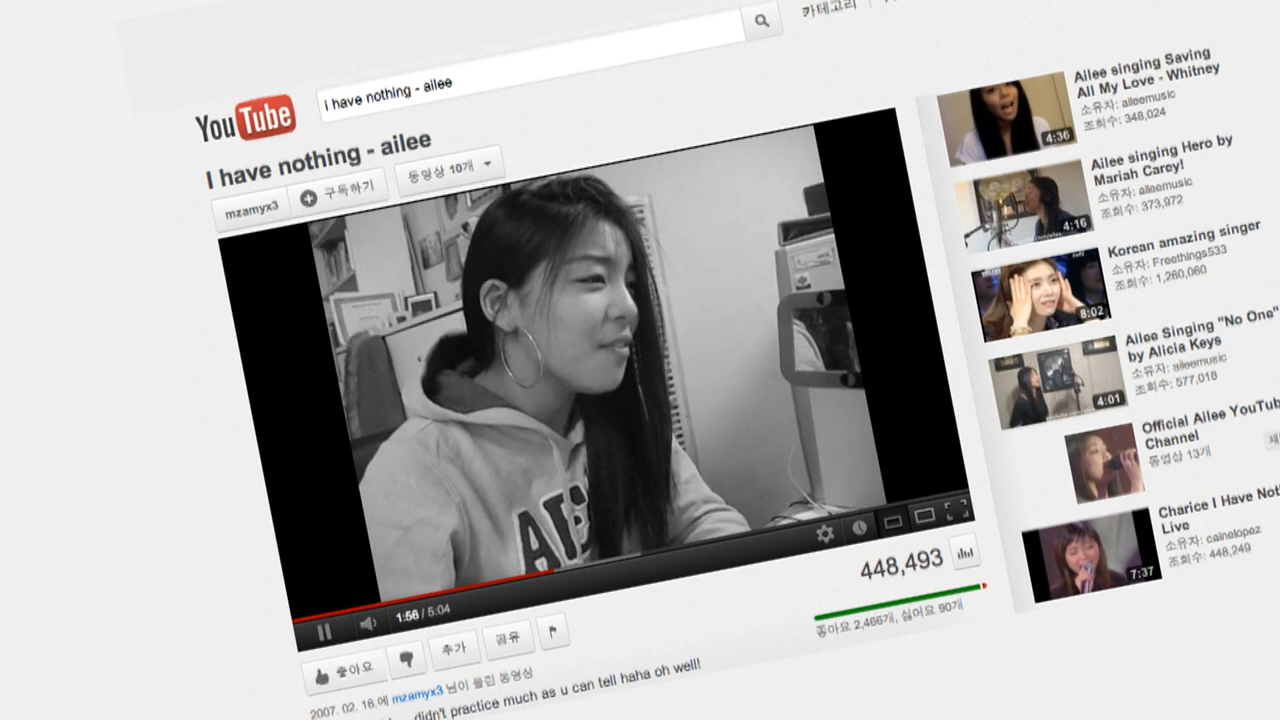 카테고리
YouTube
i have nothing - ailee
I have nothing - ailee
mzamyx3
구독하기
동영상 10개
AE
1:56 / 5:04
448,493
좋아요 2,466개, 싫어요 90개
좋아요
추가
공유
2007. 02. 16.에 mzamyx3 님이 올린 동영상
didn't practice much as u can tell haha oh well!
4:36
Ailee singing Saving
All My Love - Whitney
소유자: aileemusic
조회수: 348,024
4:16
Ailee singing Hero by
Mariah Carey!
소유자: aileemusic
조회수: 373,972
8:02
Korean amazing singer
소유자: Freethings533
조회수: 1,260,060
4:01
Ailee Singing "No One"
by Alicia Keys
소유자: aileemusic
조회수: 577,018
Official Ailee YouTub
Channel
동영상 13개
7:37
Charice I Have Not
Live
소유자: cainelopez
조회수: 448,249